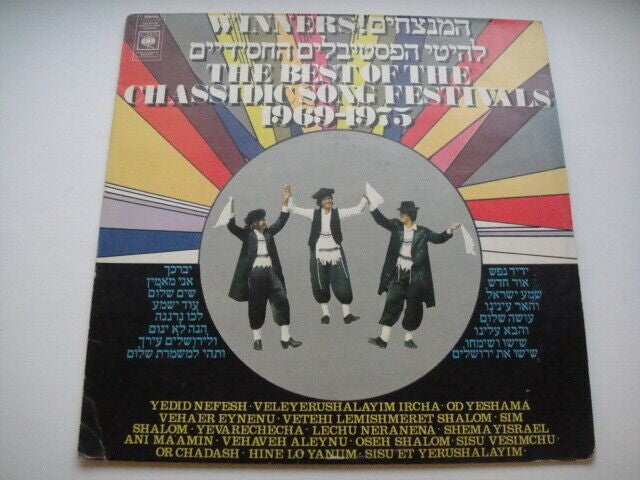 Stereo
CBS
WINNERS! המנצחים
להיטי הפסטיבלים החסידיים
THE BEST OF THE
CHASSIDIC SONG FESTIVALS
1969-1975
יברכך
אני מאמין
שים שלום
עוד ישמע
לכו נרננה
הנה לא ינום
ולירושלים עירך
ותהי למשמרת שלום
ידיד נפש
אור חדש
שמע ישראל
והאר עינינו
עושה שלום
והבא עלינו
שישו ושימחו,
שישו את ירושלים
YEDID NEFESH · VELEYERUSHALAYIM IRCHA · OD YESHAMA
VEHAER EYNENU · VETEHI LEMISHMERET SHALOM · SIM
SHALOM · YEVARECHECHA · LECHU NERANENA · SHEMA YISRAEL
ANI MAAMIN · VEHAVEH ALEYNU · OSEH SHALOM · SISU VESIMCHU ·
OR CHADASH · HINE LO YANUM · SISU ET YERUSHALAYIM ·